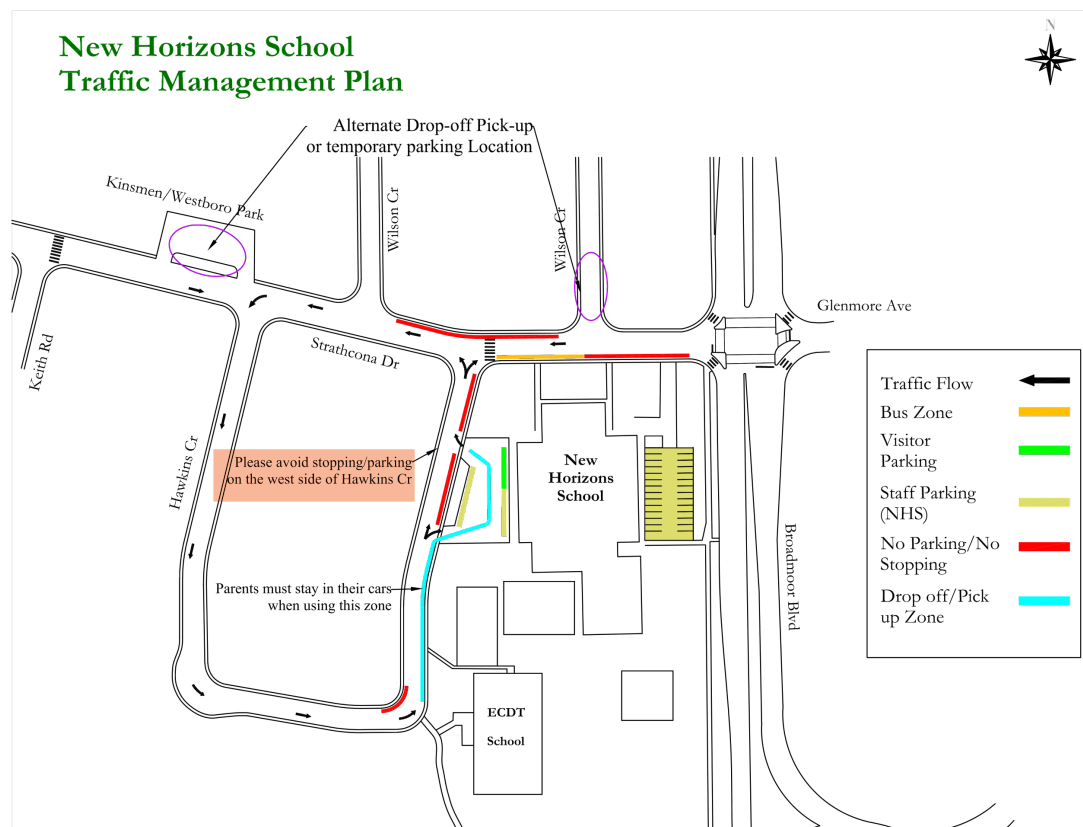 New Horizons School
Traffic Management Plan
N
Alternate Drop-off Pick-up
or temporary parking Location
Kinsmen/Westboro Park
Wilson Cr
Wilson Cr
Glenmore Ave
Keith Rd
Strathcona Dr
Hawkins Cr
Please avoid stopping/parking
on the west side of Hawkins Cr
New
Horizons
School
Parents must stay in their cars
when using this zone
Broadmoor Blvd
ECDT
School
Traffic Flow
Bus Zone
Visitor
Parking
Staff Parking
(NHS)
No Parking/No
Stopping
Drop off/Pick
up Zone